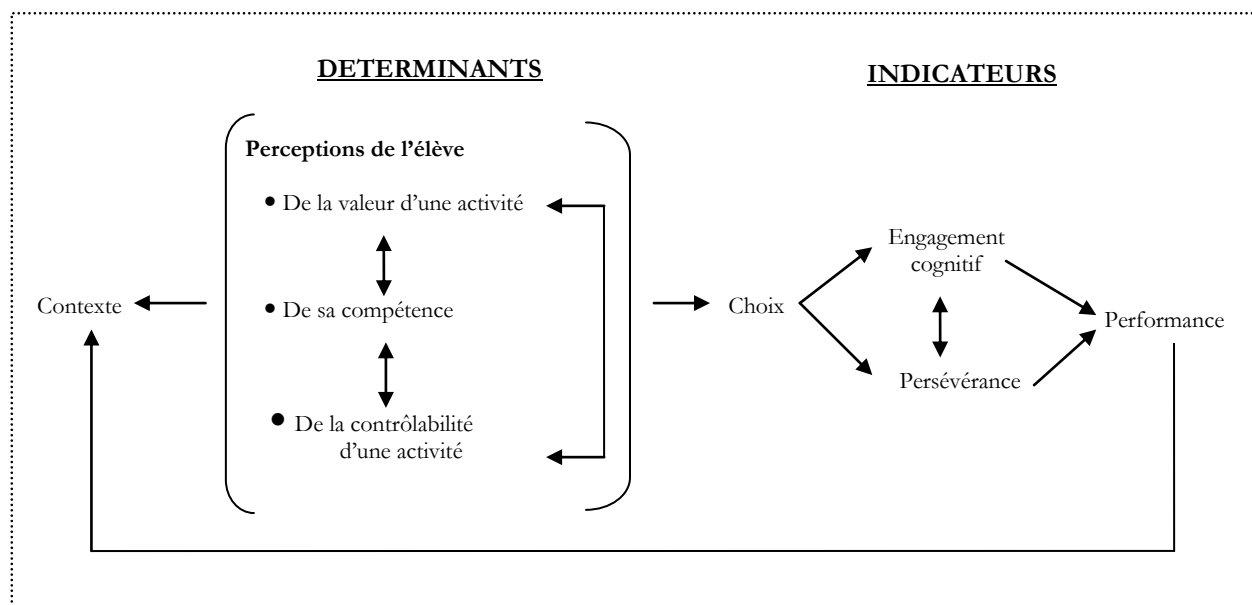 DETERMINANTS
INDICATEURS
Perceptions de l'élève
• De la valeur d'une activité
• De sa compétence
• De la contrôlabilité
d'une activité
Contexte
Choix
Engagement
cognitif
Persévérance
Performance